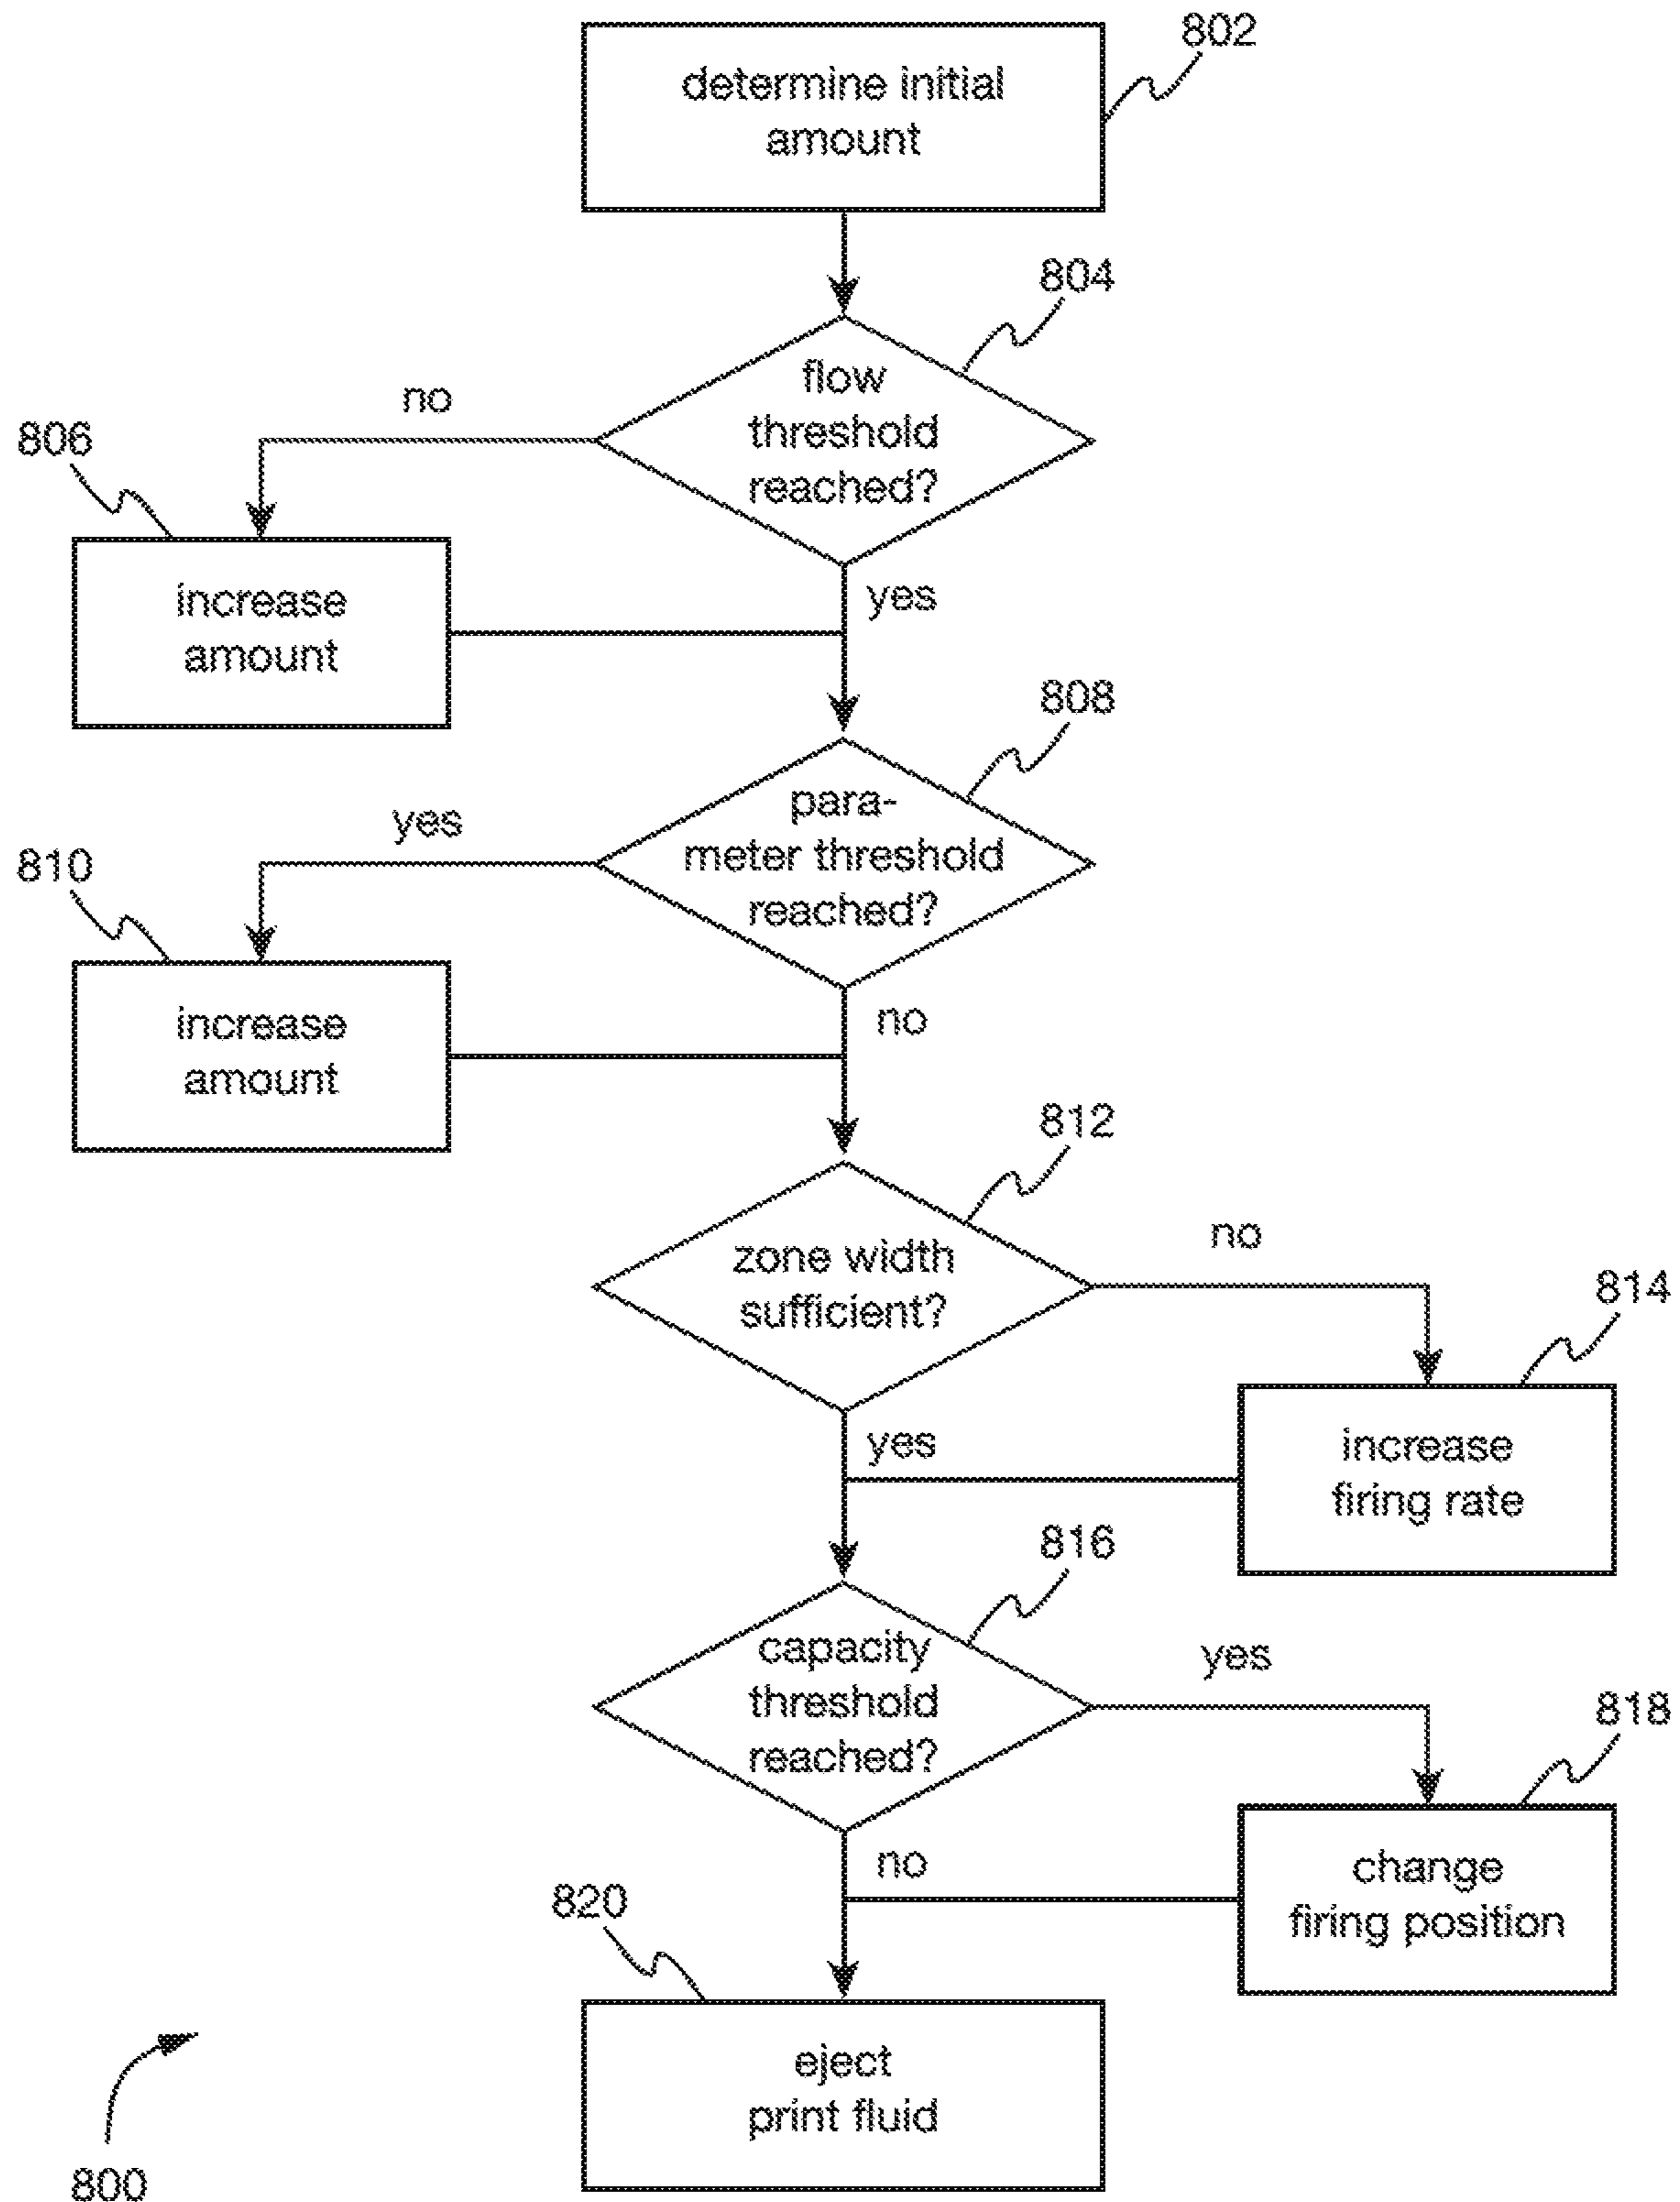 802
determine initial
amount
804
flow
threshold
reached?
no
806
yes
increase
amount
808
para-
meter threshold
reached?
yes
810
no
increase
amount
812
zone width
sufficient?
no
814
yes
increase
firing rate
816
capacity
threshold
reached?
yes
818
no
change
firing position
820
eject
print fluid
800